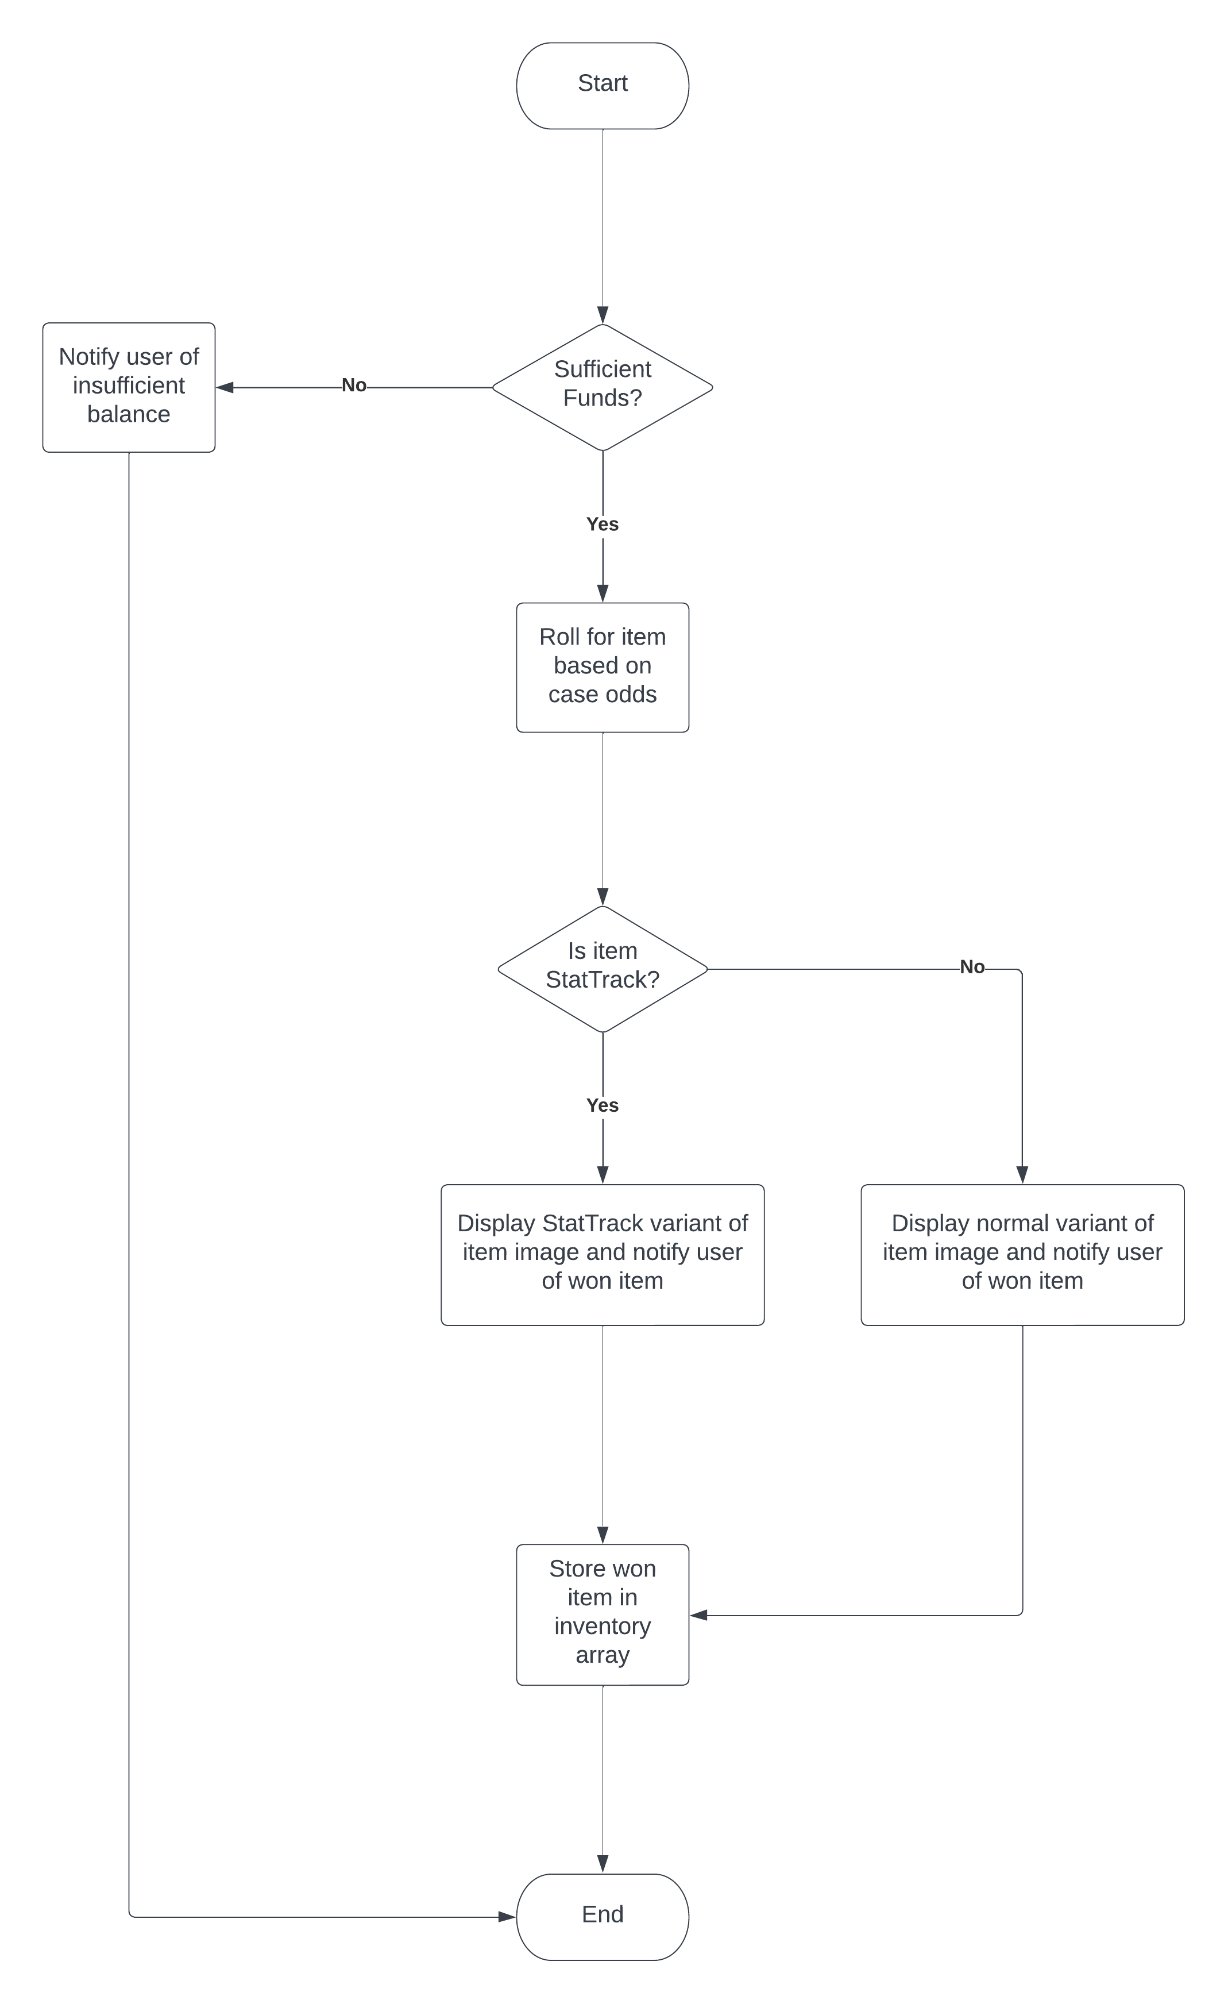 Start
Sufficient
Funds?
No
Notify user of
insufficient
balance
Yes
Roll for item
based on
case odds
Is item
StatTrack?
No
Yes
Display StatTrack variant of
item image and notify user
of won item
Display normal variant of
item image and notify user
of won item
Store won
item in
inventory
array
End